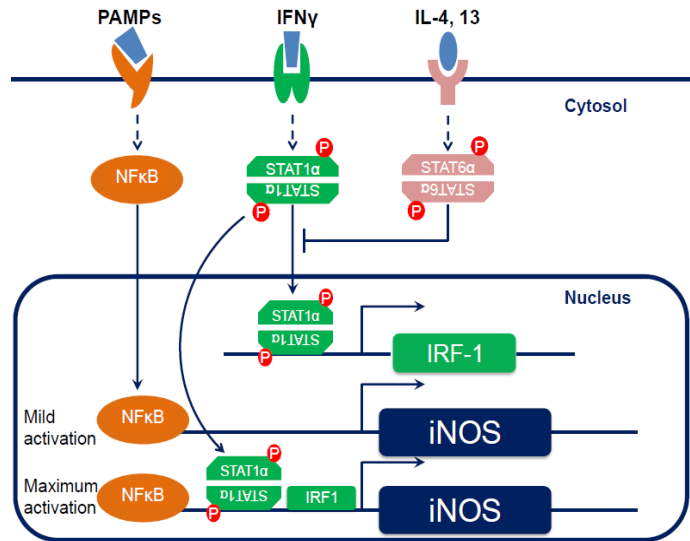 PAMPs
IFNγ
IL-4, 13
Cytosol
NFκB
P
STAT1α
STAT1α
P
P
STAT6α
STAT6α
P
Nucleus
P
STAT1α
STAT1α
P
IRF-1
Mild
activation
NFκB
iNOS
Maximum
activation
NFκB
P
STAT1α
STAT1α
P
IRF1
iNOS